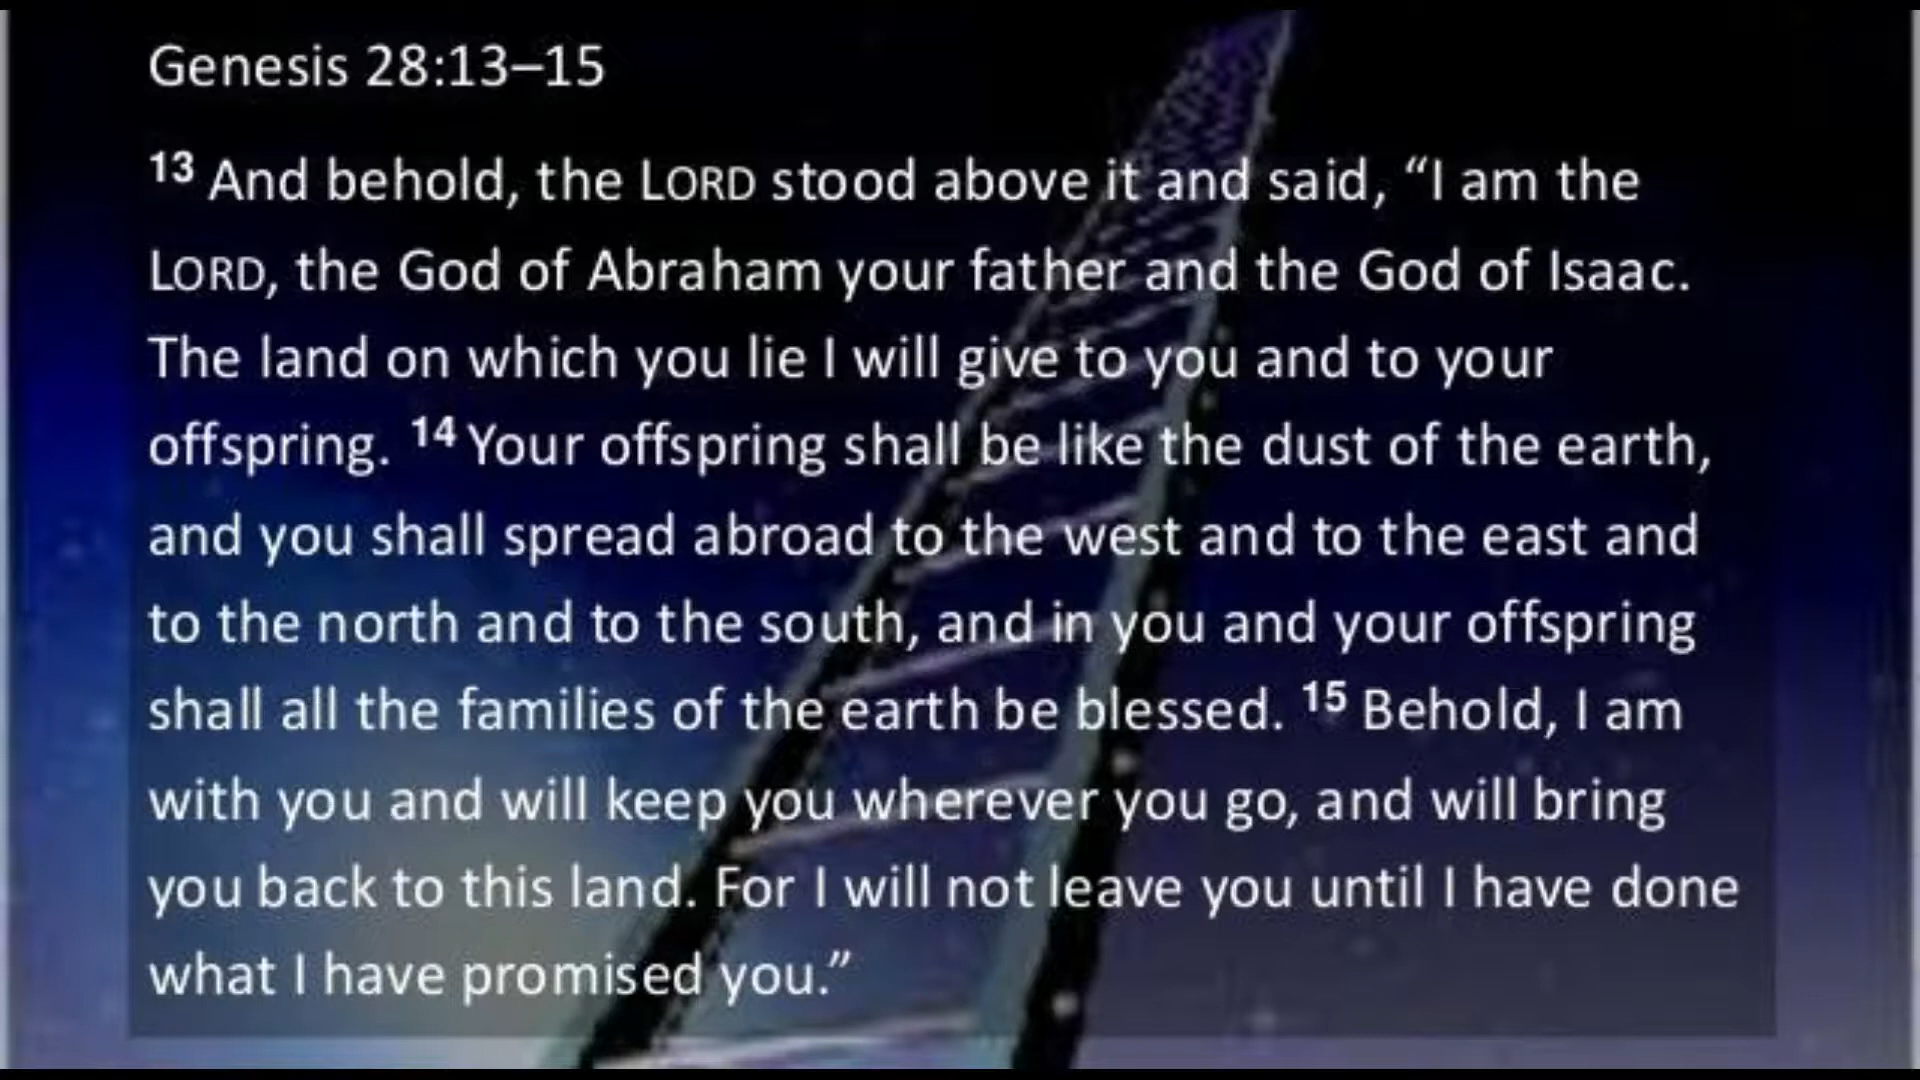 Genesis 28:13–15
13 And behold, the LORD stood above it and said, “I am the
LORD, the God of Abraham your father and the God of Isaac.
The land on which you lie I will give to you and to your
offspring. 14 Your offspring shall be like the dust of the earth,
and you shall spread abroad to the west and to the east and
to the north and to the south, and in you and your offspring
shall all the families of the earth be blessed. 15 Behold, I am
with you and will keep you wherever you go, and will bring
you back to this land. For I will not leave you until I have done
what I have promised you.”